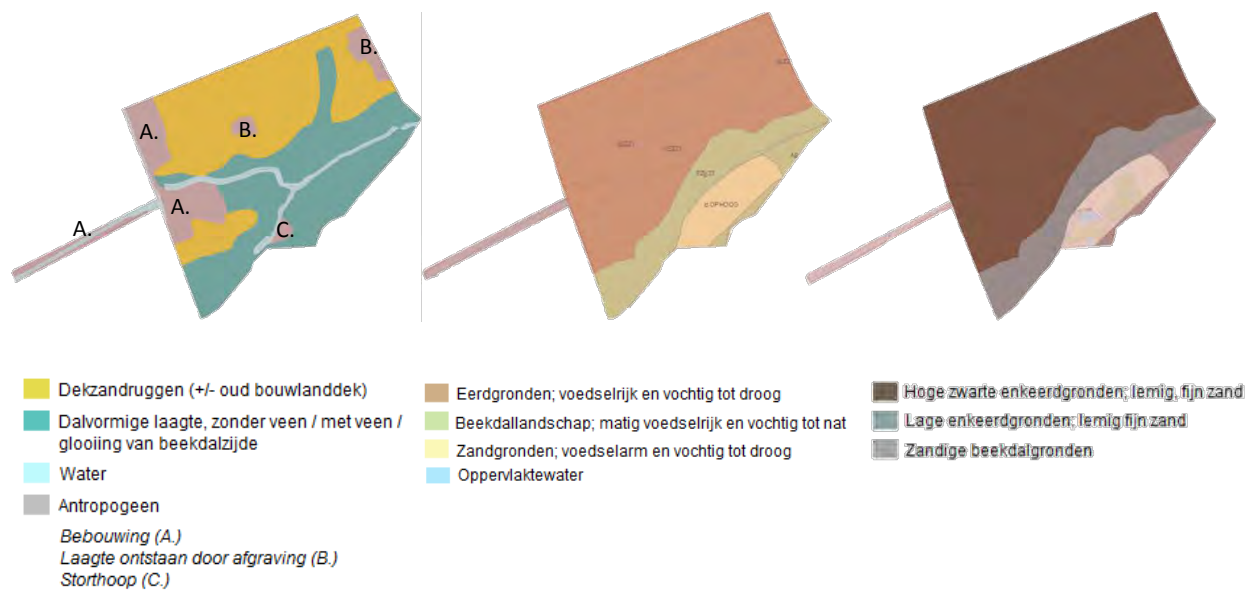 B.
A.
B.
A.
A.
C.
||OPHOOG
Dekzandruggen (+/- oud bouwlanddek)
Dalvormige laagte, zonder veen / met veen /
glooiing van beekdalzijde
Water
Antropogeen
Bebouwing (A.)
Laagte ontstaan door afgraving (B.)
Storthoop (C.)
Eerdgronden; voedselrijk en vochtig tot droog
Beekdallandschap; matig voedselrijk en vochtig tot nat
Zandgronden; voedselarm en vochtig tot droog
Oppervlaktewater
Hoge zwarte enkeerdgronden; lemig, fijn zand
Lage enkeerdgronden; lemig fijn zand
Zandige beekdalgronden